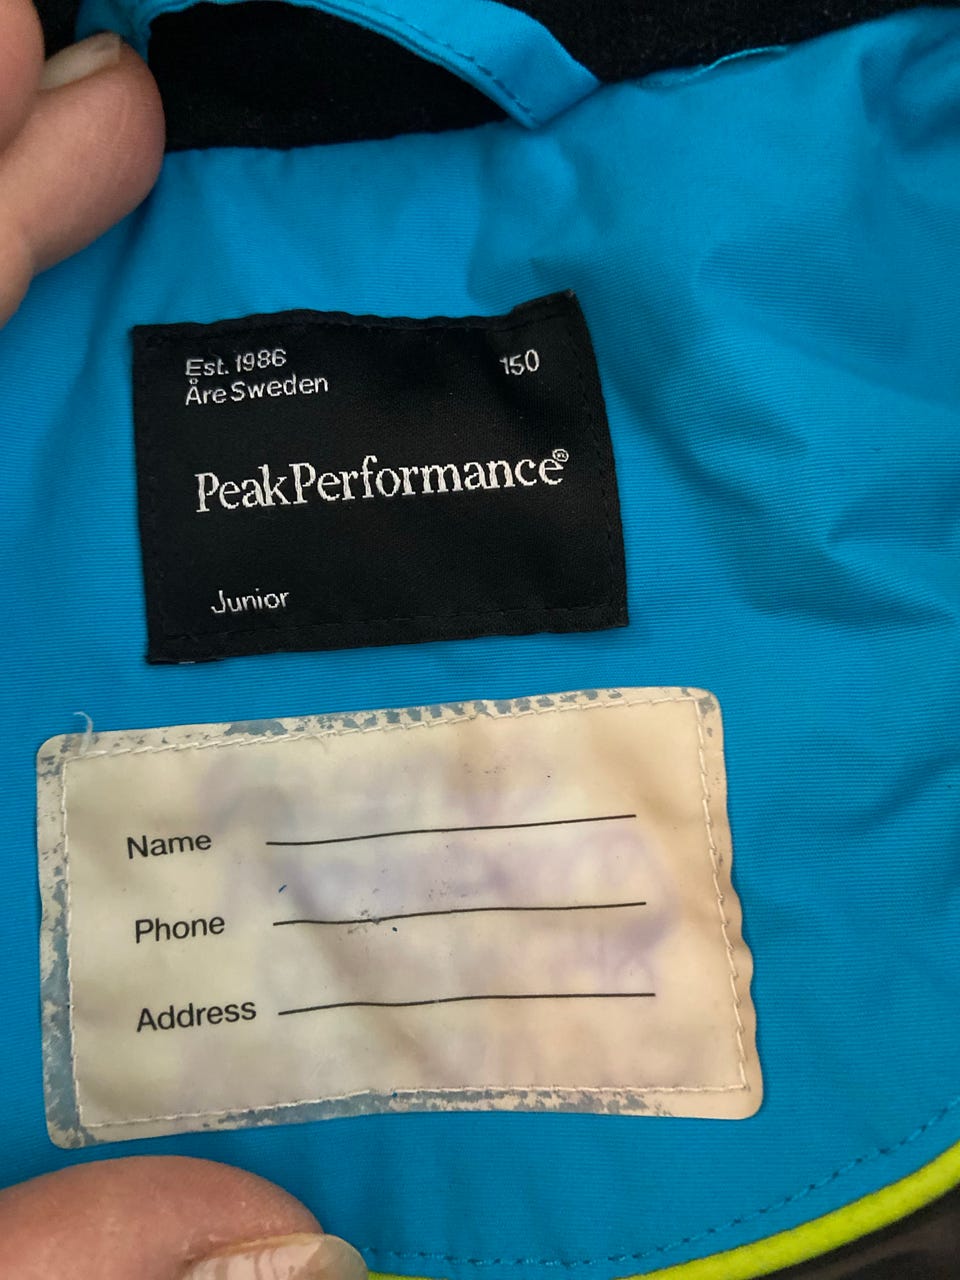 Est. 1986
Åre Sweden
150
PeakPerformance®
Junior
Name
Phone
Address